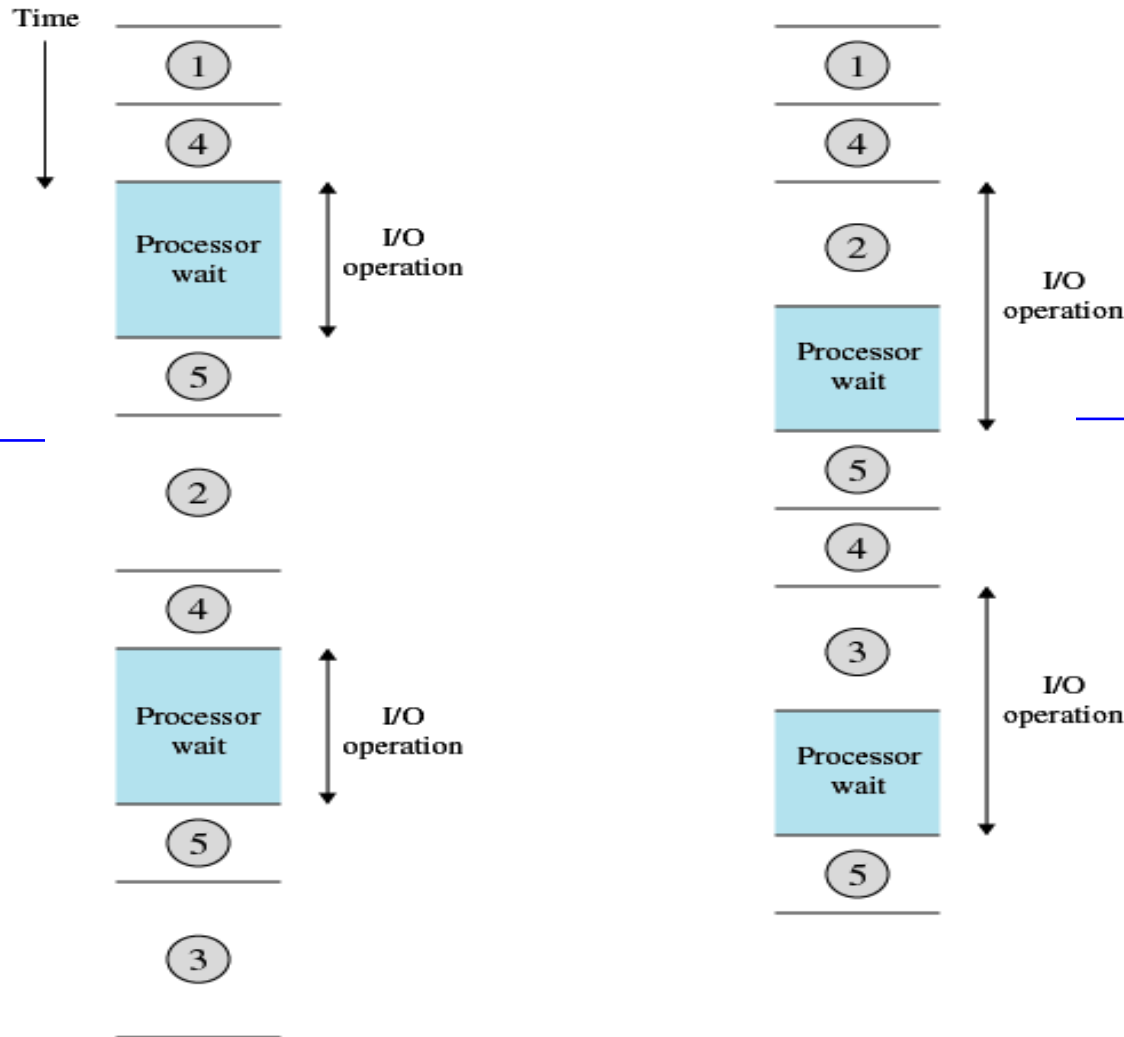 Time
1
4
Processor
wait
I/O
operation
5
2
4
Processor
wait
I/O
operation
5
3
1
4
2
I/O
operation
Processor
wait
5
4
3
I/O
operation
Processor
wait
5